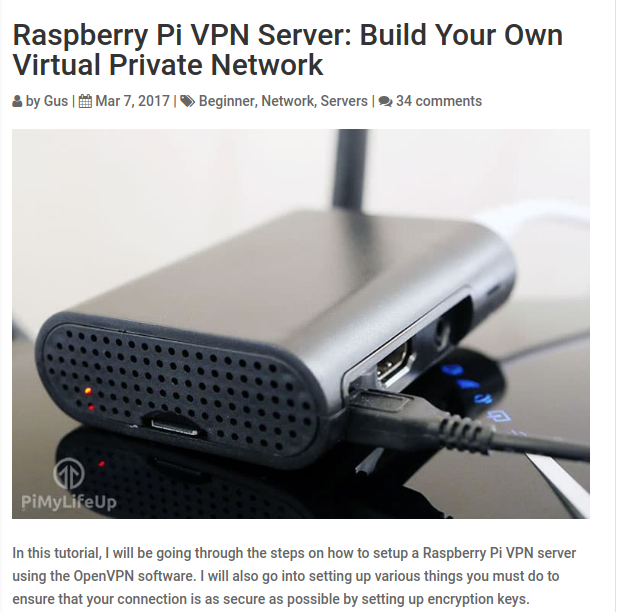 Raspberry Pi VPN Server: Build Your Own
Virtual Private Network
by Gus | Mar 7, 2017 | Beginner, Network, Servers | 34 comments
PiMyLifeUp
In this tutorial, I will be going through the steps on how to setup a Raspberry Pi VPN server
using the OpenVPN software. I will also go into setting up various things you must do to
ensure that your connection is as secure as possible by setting up encryption keys.